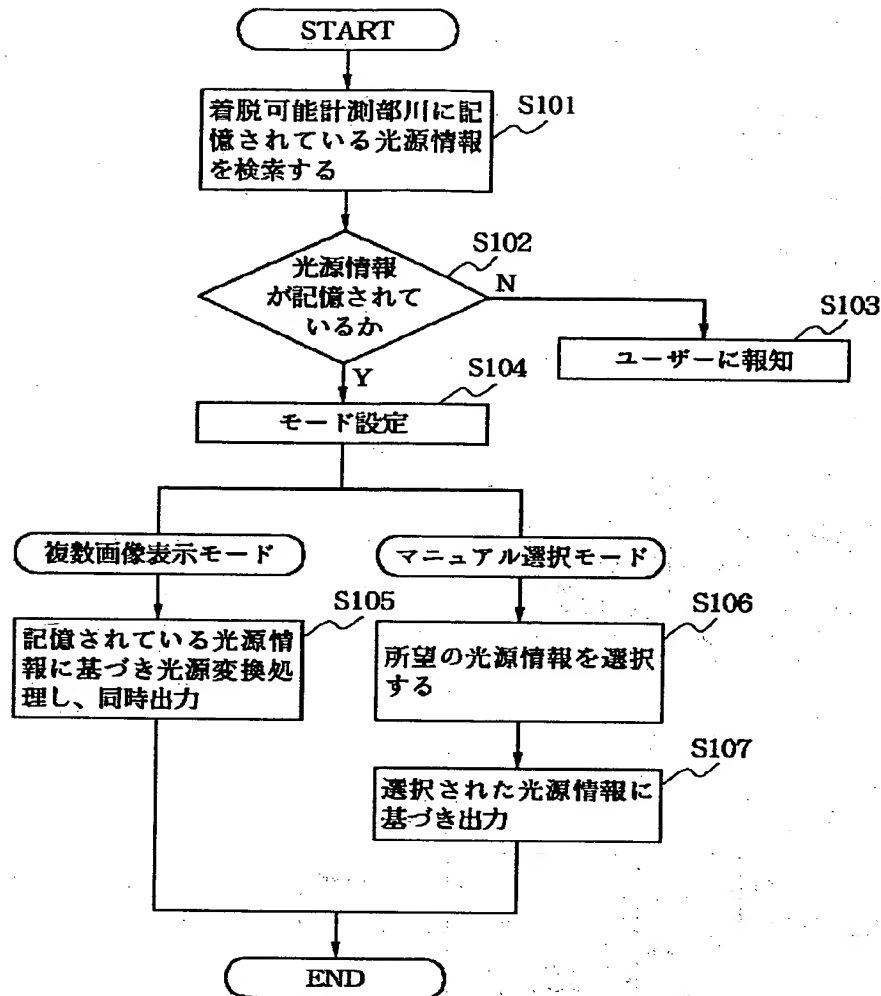 START
S101
着脱可能計測部川に記
憶されている光源情報
を検索する
S102
光源情報
が記憶されて
いるか
N
S103
ユーザーに報知
Y
S104
モード設定
複数画像表示モード
マニュアル選択モード
S105
記憶されている光源情
報に基づき光源変換処
理し、同時出力
S106
所望の光源情報を選択
する
S107
選択された光源情報に
基づき出力
END